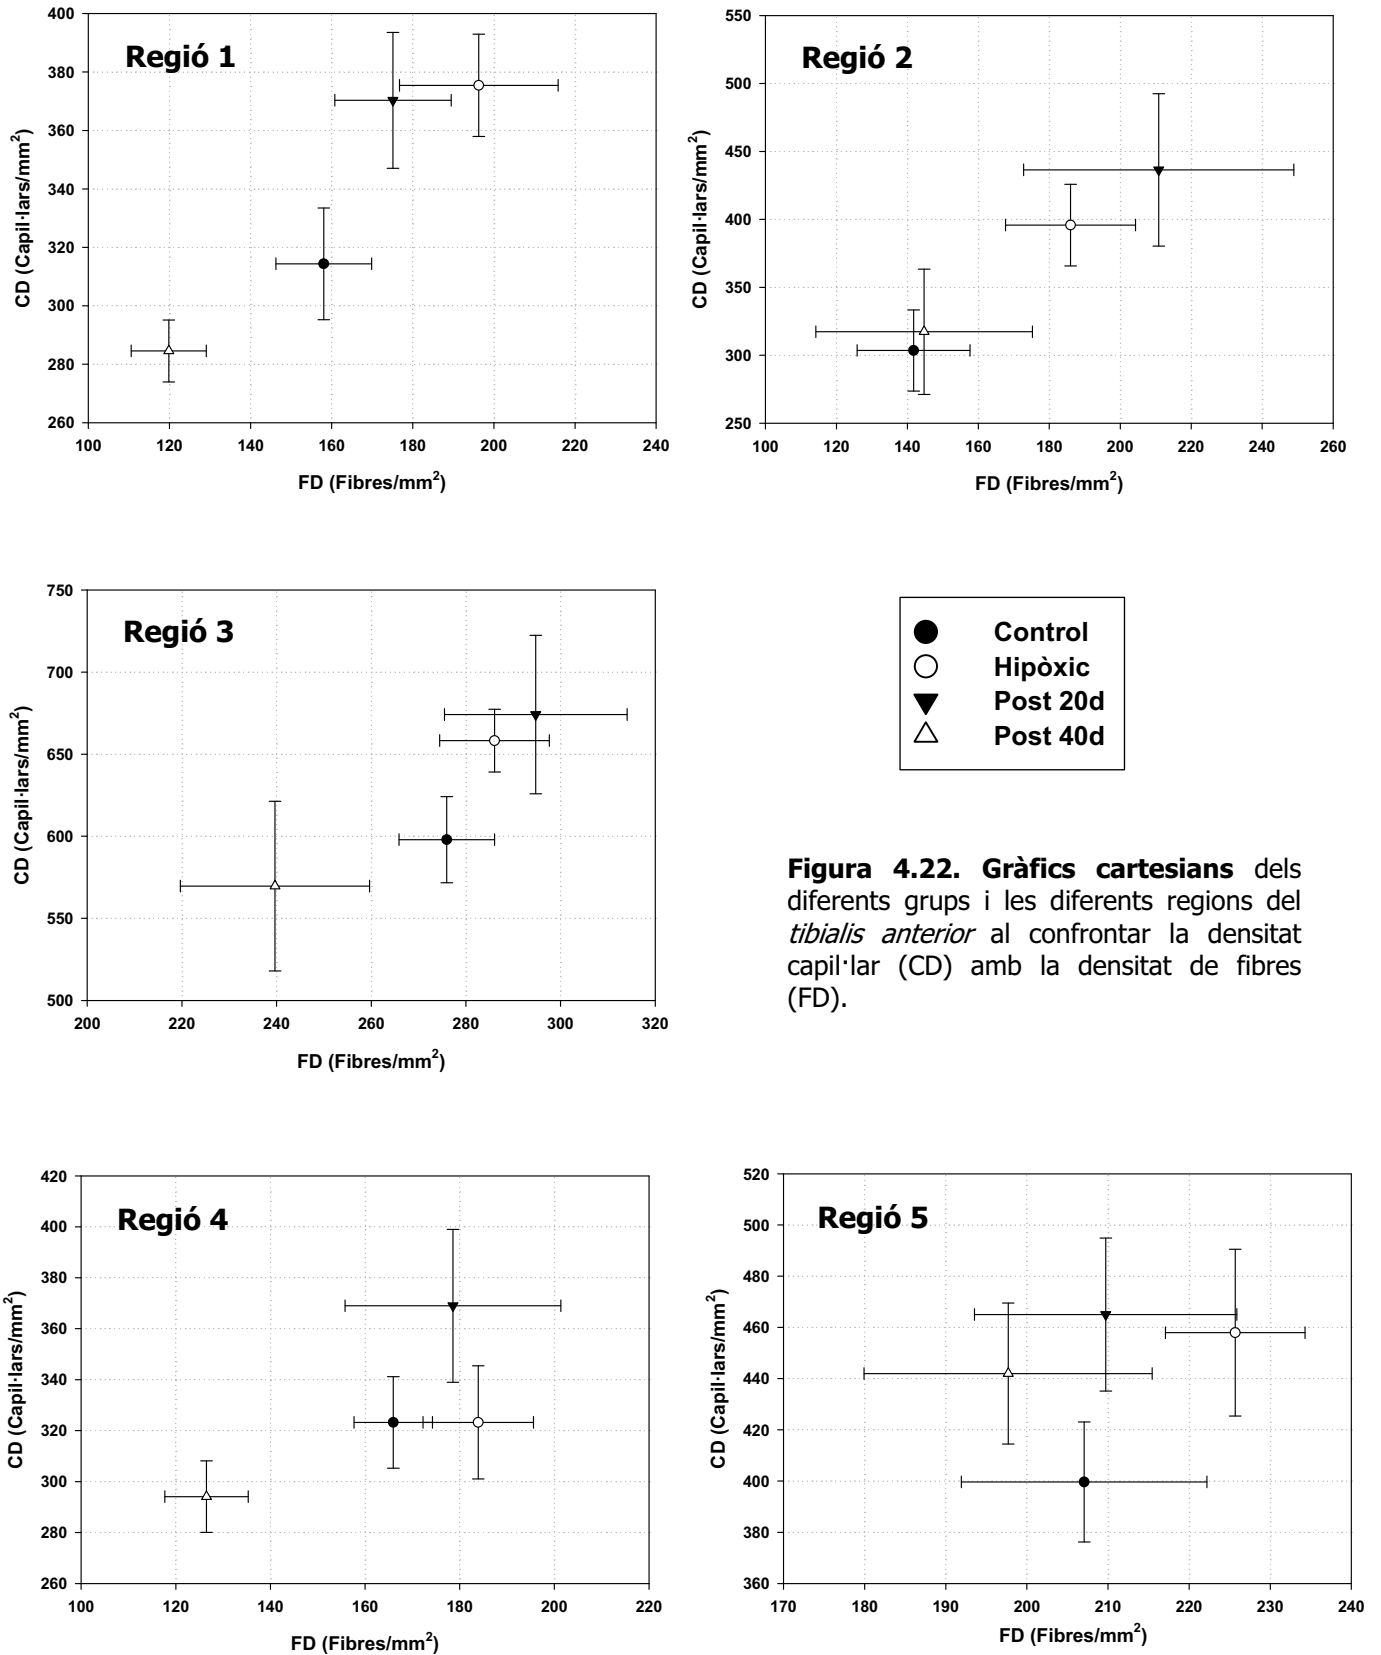 Regió 1
CD (Capil·lars/mm²)
400
380
360
340
320
300
280
260
100 120 140 160 180 200 220 240
FD (Fibres/mm²)
Regió 2
CD (Capil·lars/mm²)
550
500
450
400
350
300
250
100 120 140 160 180 200 220 240 260
FD (Fibres/mm²)
Regió 3
CD (Capil·lars/mm²)
750
700
650
600
550
500
200 220 240 260 280 300 320
FD (Fibres/mm²)
Control
Hipòxic
Post 20d
Post 40d
Figura 4.22. Gràfics cartesians dels
diferents grups i les diferents regions del
tibialis anterior al confrontar la densitat
capil·lar (CD) amb la densitat de fibres
(FD).
Regió 4
CD (Capil·lars/mm²)
420
400
380
360
340
320
300
280
260
100 120 140 160 180 200 220
FD (Fibres/mm²)
Regió 5
CD (Capil·lars/mm²)
520
500
480
460
440
420
400
380
360
170 180 190 200 210 220 230 240
FD (Fibres/mm²)